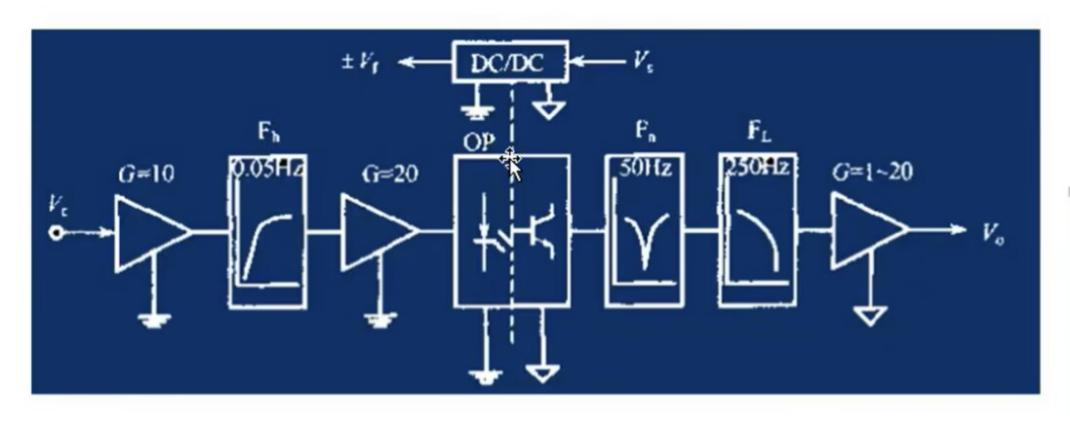 ± Vf DC/DC Vs
Fh OP Fn FL
G=10 0.05Hz G=20 50Hz 250Hz G=1~20
Vc
Vo